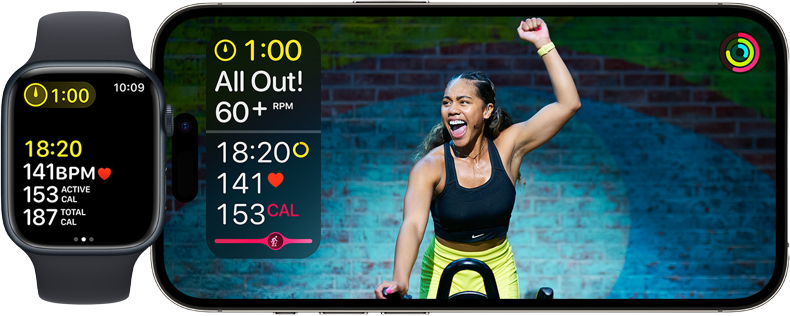 10:09
1:00
18:20
141BPM
153 ACTIVE CAL
187 TOTAL CAL
1:00
All Out!
60+ RPM
18:20
141
153CAL